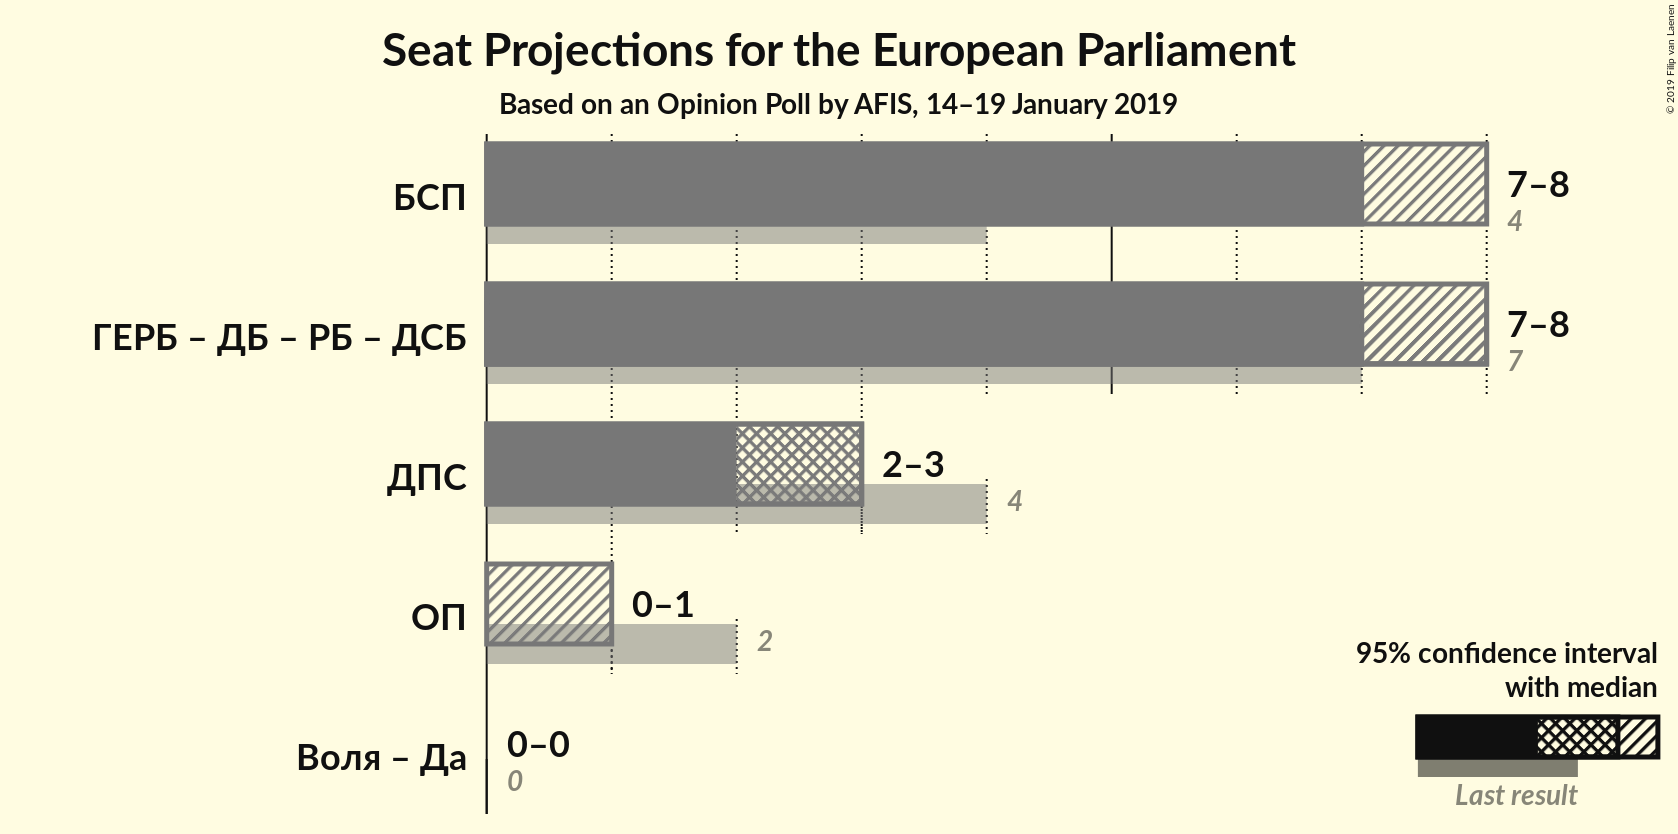 Seat Projections for the European Parliament
Based on an Opinion Poll by AFIS, 14–19 January 2019
© 2019 Filip van Laenen
БСП
7–8
4
ГЕРБ – ДБ – РБ – ДСБ
7–8
7
ДПС
2–3
4
ОП
0–1
2
Воля – Да
0–0
0
95% confidence interval
with median
Last result